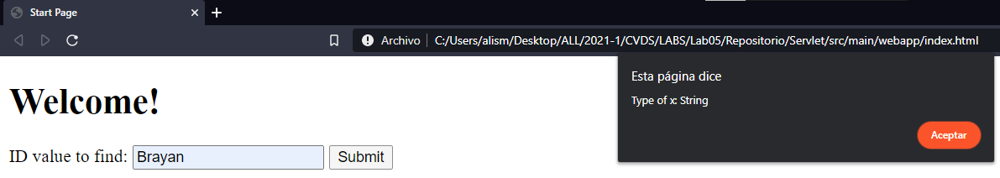 Start Page
Archivo C:/Users/alism/Desktop/ALL/2021-1/CVDS/LABS/Lab05/Repositorio/Servlet/src/main/webapp/index.html
Esta página dice
Type of x: String
Aceptar
Welcome!
ID value to find: Brayan Submit